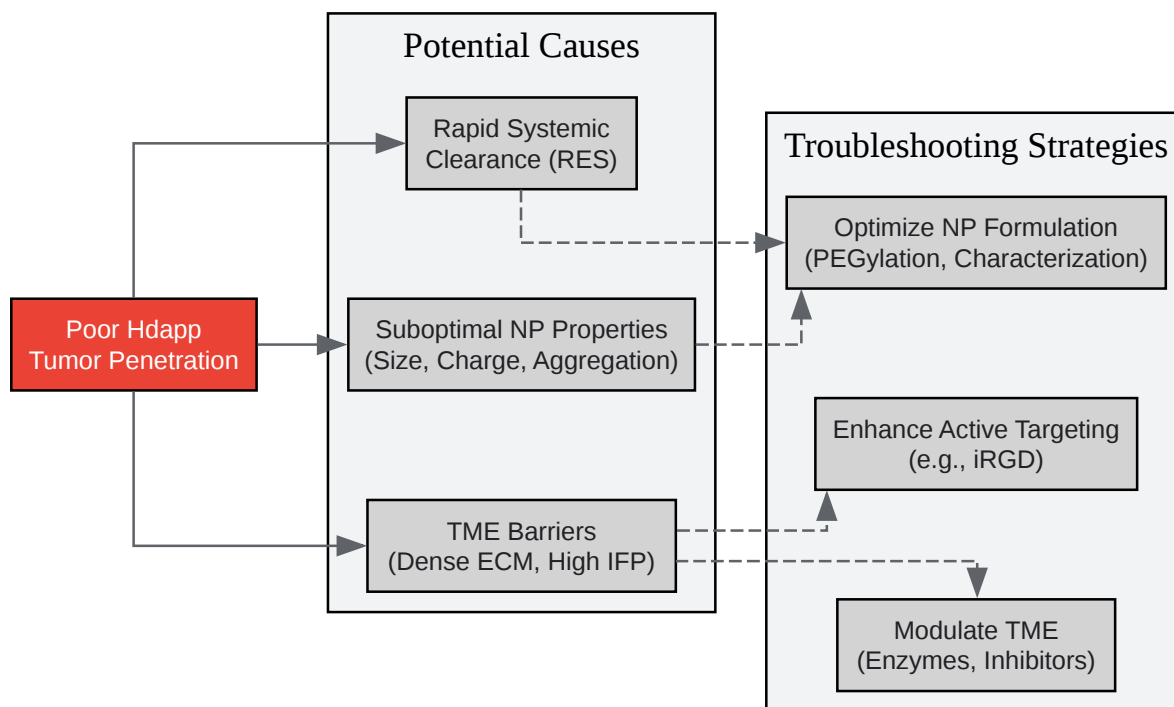 Potential Causes
Rapid Systemic
Clearance (RES)
Troubleshooting Strategies
Optimize NP Formulation
(PEGylation, Characterization)
Poor Hdapp
Tumor Penetration
Suboptimal NP Properties
(Size, Charge, Aggregation)
Enhance Active Targeting
(e.g., iRGD)
TME Barriers
(Dense ECM, High IFP)
Modulate TME
(Enzymes, Inhibitors)